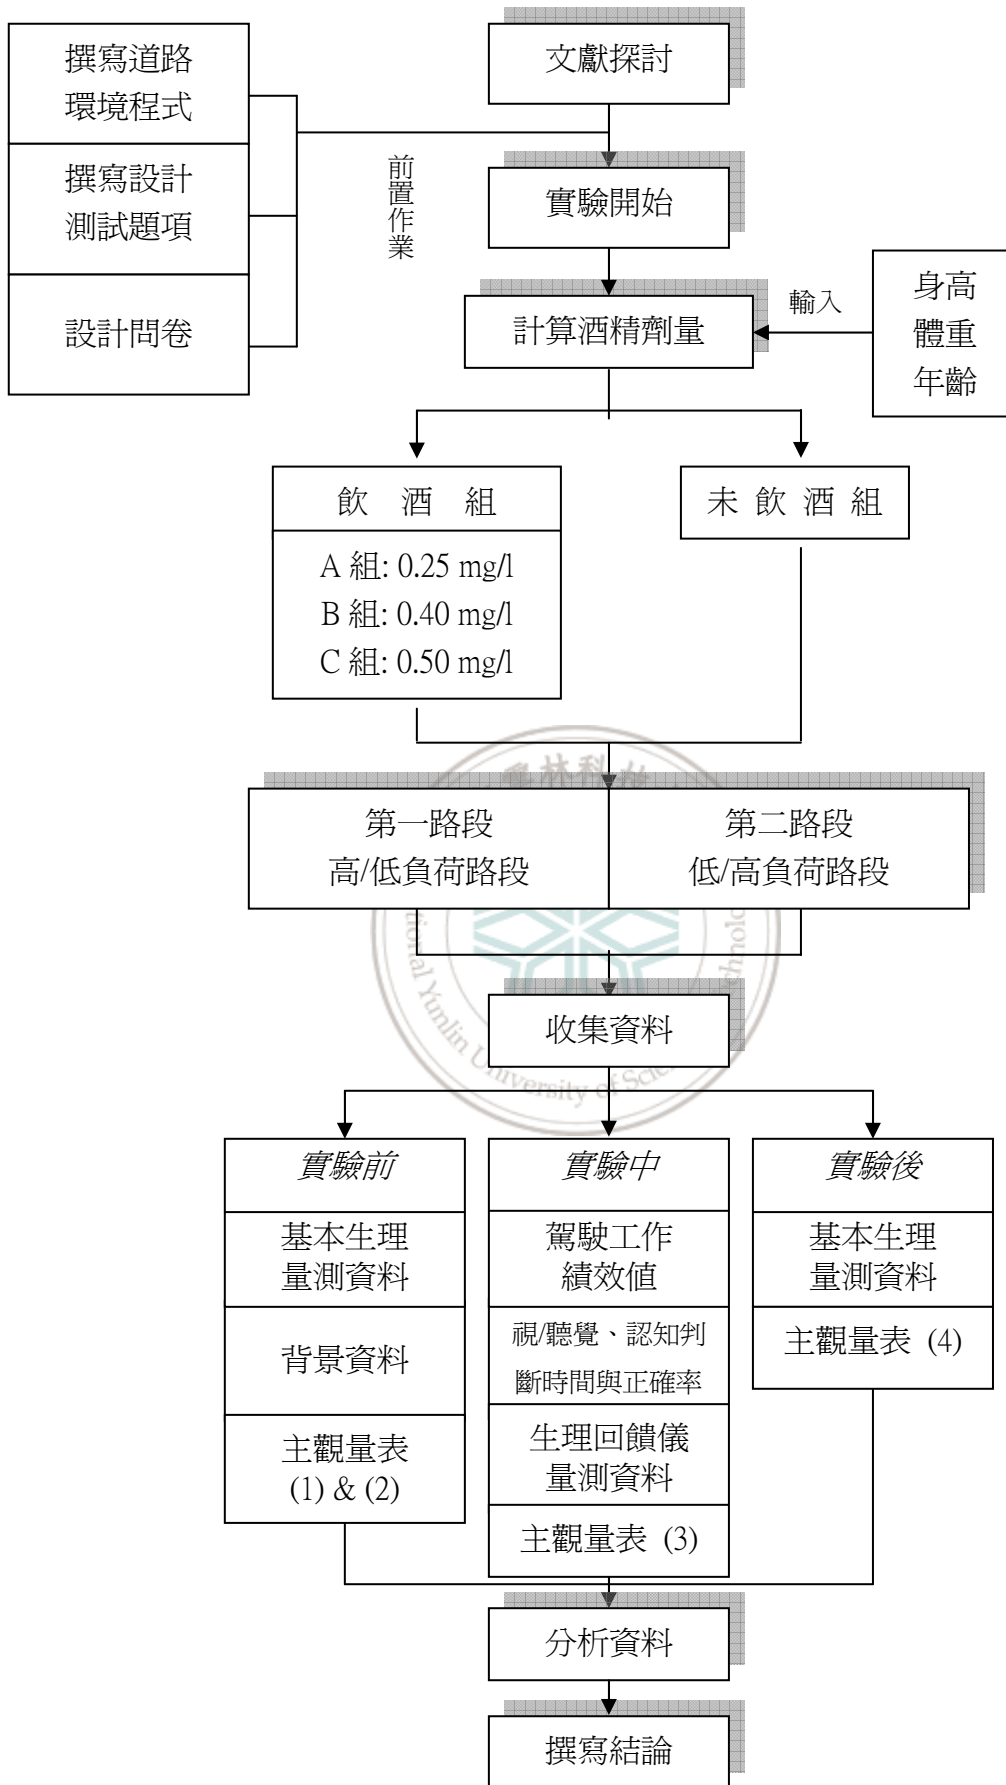 撰寫道路
環境程式
撰寫設計
測試題項
設計問卷
文獻探討
前置作業
實驗開始
計算酒精劑量
輸入
身高
體重
年齡
飲 酒 組
A 組: 0.25 mg/l
B 組: 0.40 mg/l
C 組: 0.50 mg/l
未 飲 酒 組
第一路段
高/低負荷路段
第二路段
低/高負荷路段
收集資料
實驗前
基本生理
量測資料
背景資料
主觀量表
(1) & (2)
實驗中
駕駛工作
績效值
視/聽覺、認知判
斷時間與正確率
生理回饋儀
量測資料
主觀量表 (3)
實驗後
基本生理
量測資料
主觀量表 (4)
分析資料
撰寫結論
林科
Yunlin University of